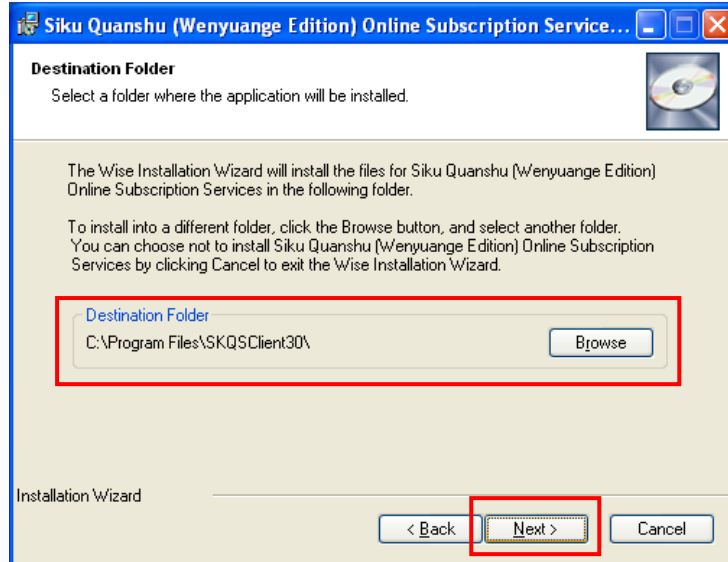 Siku Quanshu (Wenyuange Edition) Online Subscription Service...
Destination Folder
Select a folder where the application will be installed.
The Wise Installation Wizard will install the files for Siku Quanshu (Wenyuange Edition)
Online Subscription Services in the following folder.
To install into a different folder, click the Browse button, and select another folder.
You can choose not to install Siku Quanshu (Wenyuange Edition) Online Subscription
Services by clicking Cancel to exit the Wise Installation Wizard.
Destination Folder
C:\Program Files\SKQSClient30\
Browse
Installation Wizard
< Back
Next >
Cancel